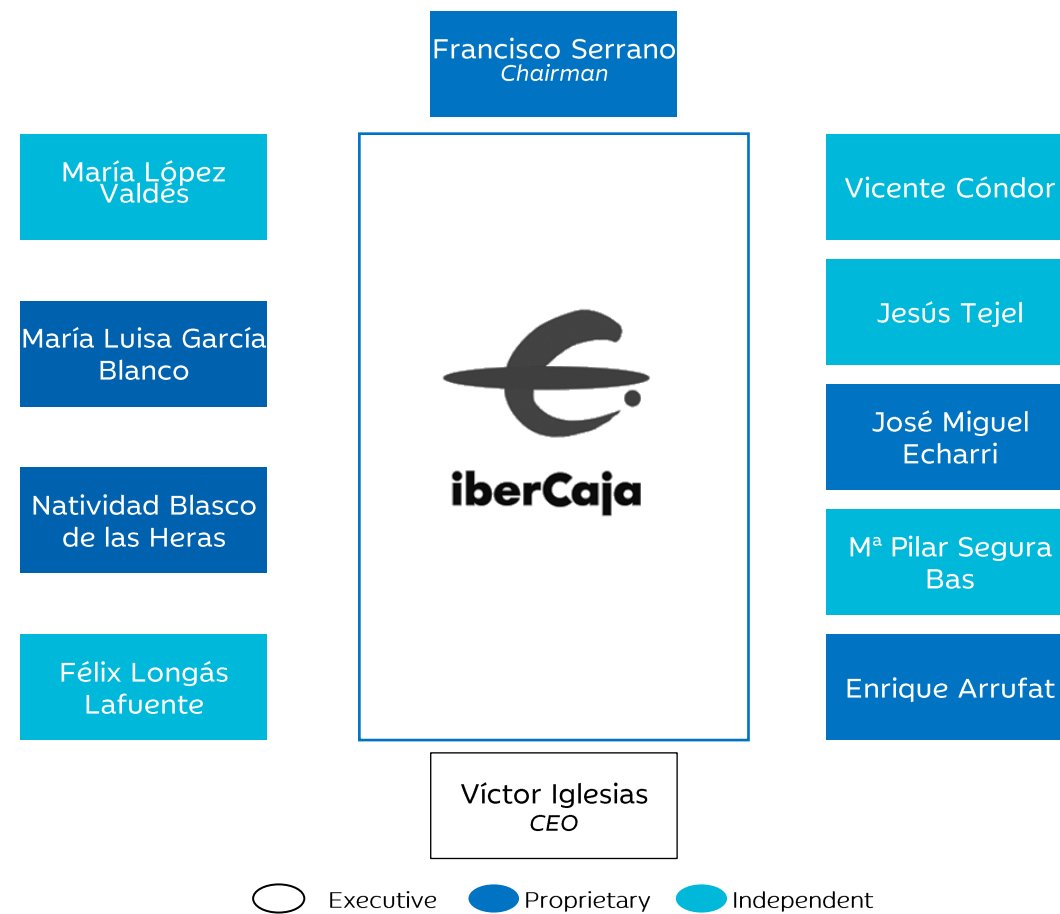 Francisco Serrano
Chairman
María López
Valdés
María Luisa García
Blanco
Natividad Blasco
de las Heras
Félix Longás
Lafuente
iberCaja
Vicente Cóndor
Jesús Tejel
José Miguel
Echarri
Mª Pilar Segura
Bas
Enrique Arrufat
Víctor Iglesias
CEO
Executive Proprietary Independent